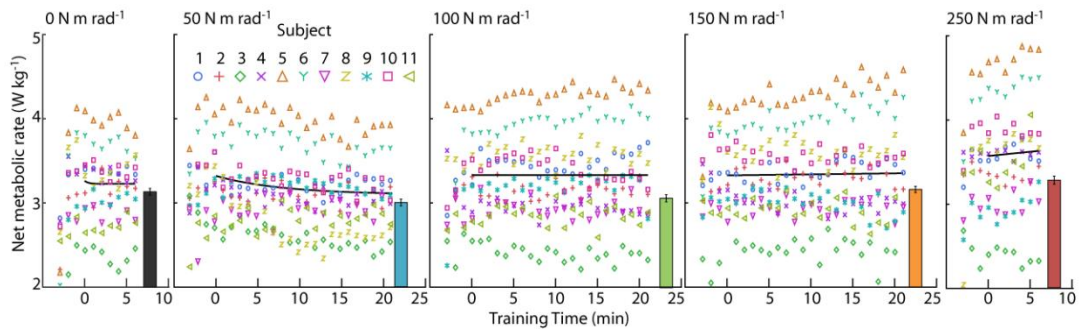 0 N m rad-1
50 N m rad-1
100 N m rad-1
150 N m rad-1
250 N m rad-1
Subject
1 2 3 4 5 6 7 8 9 10 11
Net metabolic rate (W kg-1)
5
4
3
2
0 5 10
0 5 10 15 20 25
0 5 10 15 20 25
0 5 10 15 20 25
0 5 10
Training Time (min)